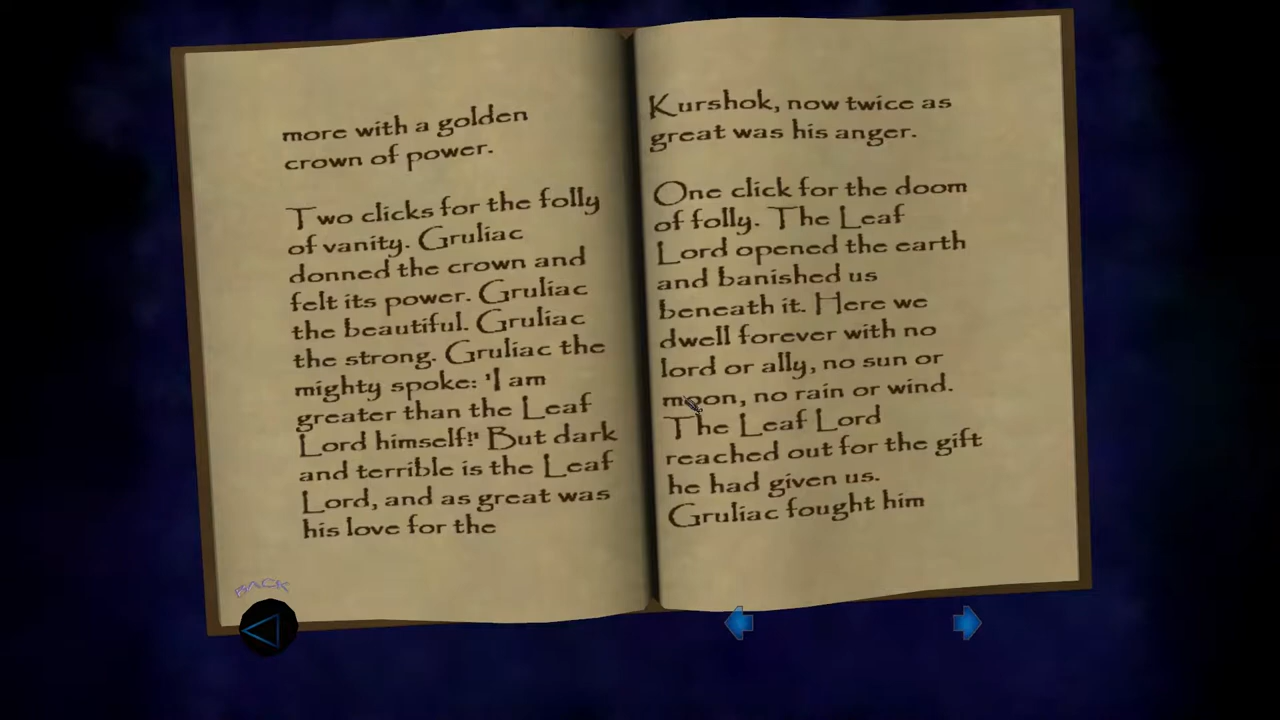 more with a golden
crown of power.
Two clicks for the folly
of vanity. Gruliac
donned the crown and
felt its power. Gruliac
the beautiful. Gruliac
the strong. Gruliac the
mighty spoke: 'I am
greater than the Leaf
Lord himself!' But dark
and terrible is the Leaf
Lord, and as great was
his love for the
Kurshok, now twice as
great was his anger.
One click for the doom
of folly. The Leaf
Lord opened the earth
and banished us
beneath it. Here we
dwell forever with no
lord or ally, no sun or
moon, no rain or wind.
The Leaf Lord
reached out for the gift
he had given us.
Gruliac fought him
BACK